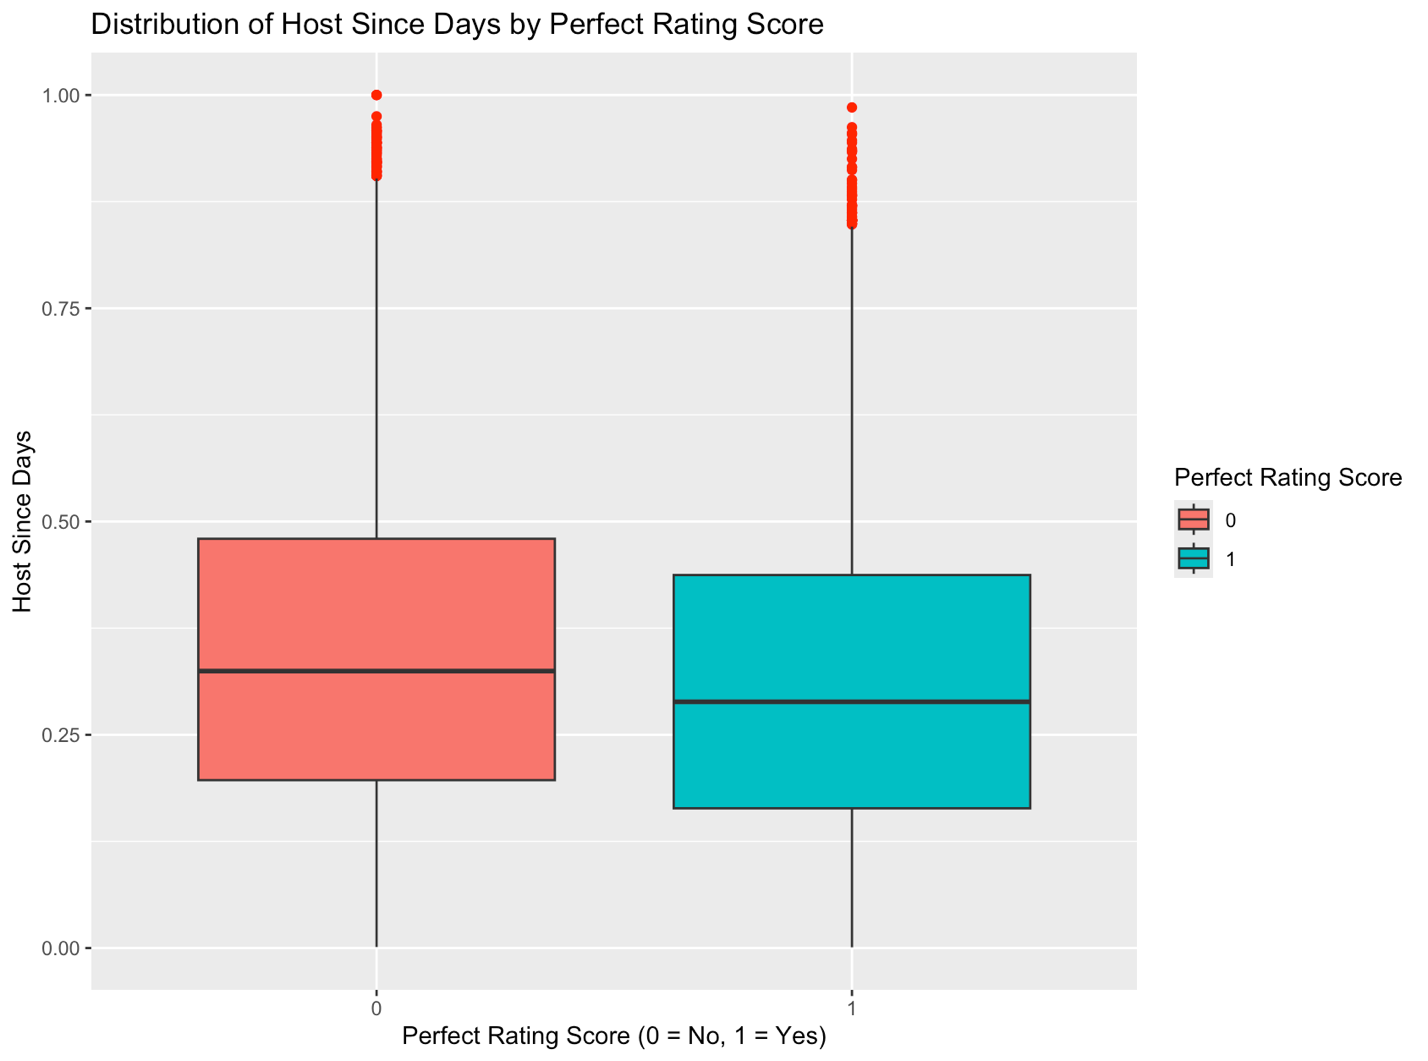 Distribution of Host Since Days by Perfect Rating Score
1.00
0.75
0.50
0.25
0.00
Host Since Days
0
1
Perfect Rating Score (0 = No, 1 = Yes)
Perfect Rating Score
0
1